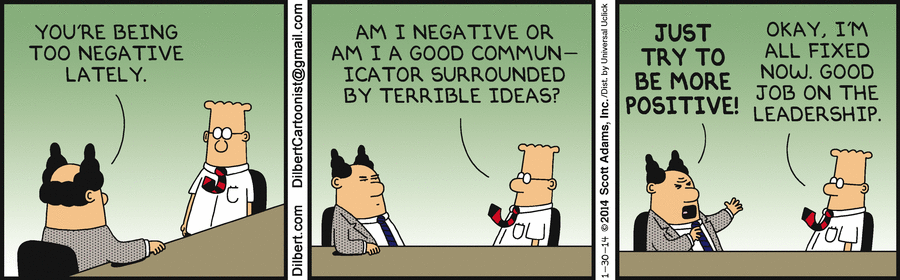 YOU'RE BEING
TOO NEGATIVE
LATELY.
Dilbert.com DilbertCartoonist@gmail.com
AM I NEGATIVE OR
AM I A GOOD COMMUN-
ICATOR SURROUNDED
BY TERRIBLE IDEAS?
1-30-14 ©2014 Scott Adams, Inc./Dist. by Universal Uclick
JUST
TRY TO
BE MORE
POSITIVE!
OKAY, I'M
ALL FIXED
NOW. GOOD
JOB ON THE
LEADERSHIP.